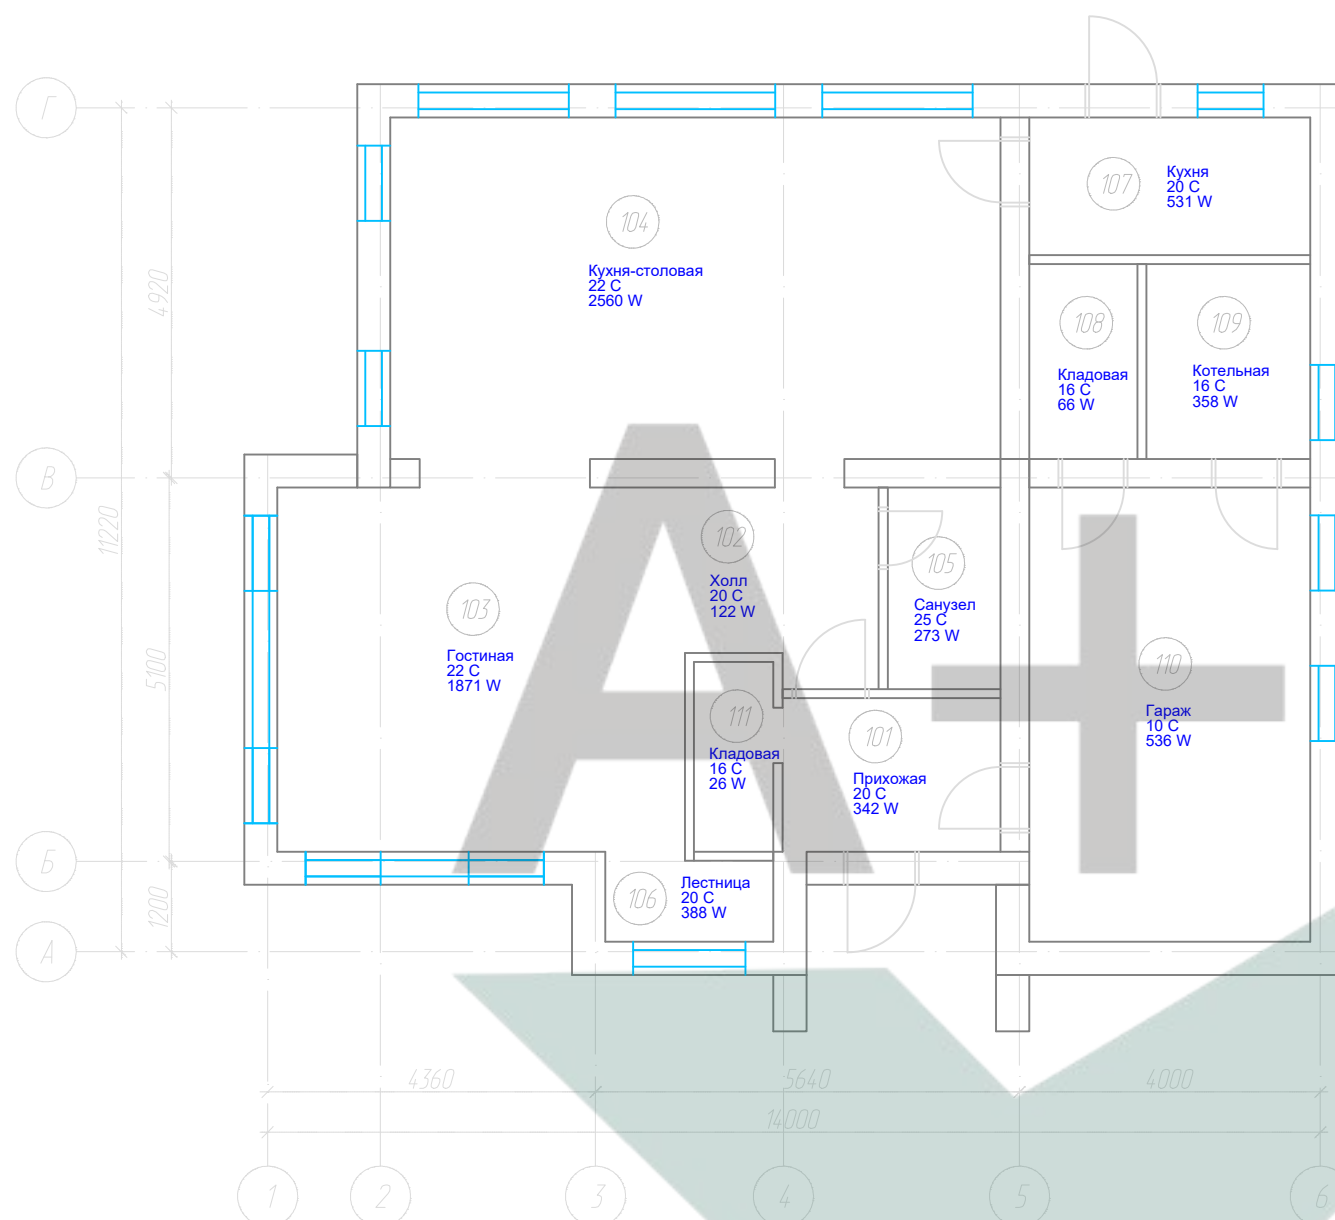 Г
107
Кухня
20 C
531 W
104
Кухня-столовая
22 C
2560 W
4920
108
Кладовая
16 C
66 W
109
Котельная
16 C
358 W
В
11220
102
Холл
20 C
122 W
105
Санузел
25 C
273 W
103
Гостиная
22 C
1871 W
5100
110
Гараж
10 C
536 W
111
Кладовая
16 C
26 W
101
Прихожая
20 C
342 W
A+
Б
1200
106
Лестница
20 C
388 W
А
4360
5640
4000
14000
1
2
3
4
5
6